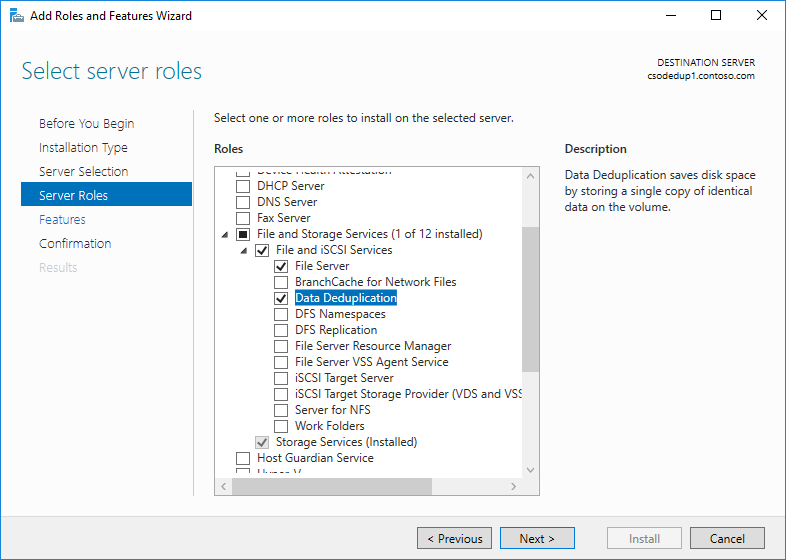 Add Roles and Features Wizard
Select server roles
DESTINATION SERVER
csodedup1.contoso.com
Before You Begin
Installation Type
Server Selection
Server Roles
Features
Confirmation
Results
Select one or more roles to install on the selected server.
Roles
Device Health Attestation
DHCP Server
DNS Server
Fax Server
File and Storage Services (1 of 12 installed)
File and iSCSI Services
File Server
BranchCache for Network Files
Data Deduplication
DFS Namespaces
DFS Replication
File Server Resource Manager
File Server VSS Agent Service
iSCSI Target Server
iSCSI Target Storage Provider (VDS and VSS
Server for NFS
Work Folders
Storage Services (Installed)
Host Guardian Service
Hyper-V
Description
Data Deduplication saves disk space
by storing a single copy of identical
data on the volume.
< Previous
Next >
Install
Cancel